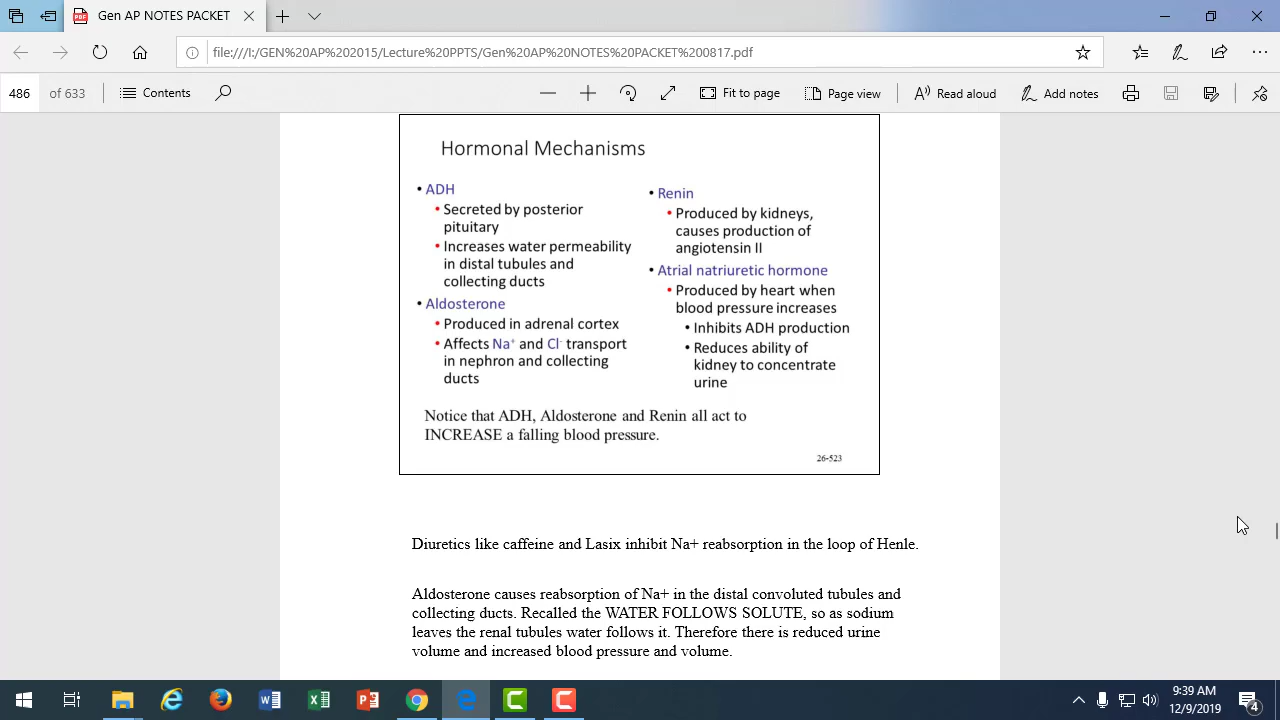 Gen AP NOTES PACKET
file:///I:/GEN%20AP%202015/Lecture%20PPTS/Gen%20AP%20NOTES%20PACKET%200817.pdf
486 of 633 Contents Fit to page Page view Read aloud Add notes
Hormonal Mechanisms
• ADH
• Secreted by posterior
pituitary
• Increases water permeability
in distal tubules and
collecting ducts
• Aldosterone
• Produced in adrenal cortex
• Affects Na⁺ and Cl⁻ transport
in nephron and collecting
ducts
• Renin
• Produced by kidneys,
causes production of
angiotensin II
• Atrial natriuretic hormone
• Produced by heart when
blood pressure increases
• Inhibits ADH production
• Reduces ability of
kidney to concentrate
urine
Notice that ADH, Aldosterone and Renin all act to
INCREASE a falling blood pressure.
26-523
Diuretics like caffeine and Lasix inhibit Na+ reabsorption in the loop of Henle.
Aldosterone causes reabsorption of Na+ in the distal convoluted tubules and
collecting ducts. Recalled the WATER FOLLOWS SOLUTE, so as sodium
leaves the renal tubules water follows it. Therefore there is reduced urine
volume and increased blood pressure and volume.
9:39 AM
12/9/2019
4